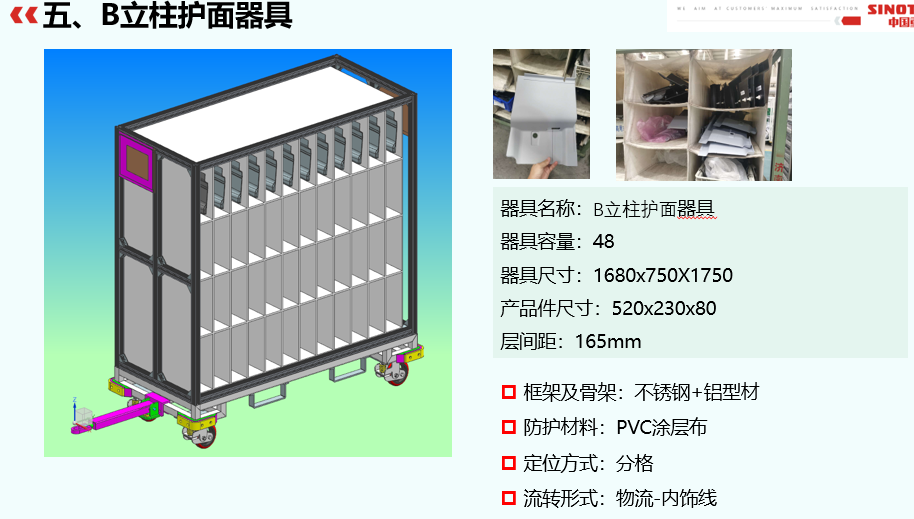 五、B立柱护面器具
WE AIM AT CUSTOMERS' MAXIMUM SATISFACTION
SINOT
中国重
器具名称：B立柱护面器具
器具容量：48
器具尺寸：1680x750X1750
产品件尺寸：520x230x80
层间距：165mm
框架及骨架：不锈钢+铝型材
防护材料：PVC涂层布
定位方式：分格
流转形式：物流-内饰线
Z